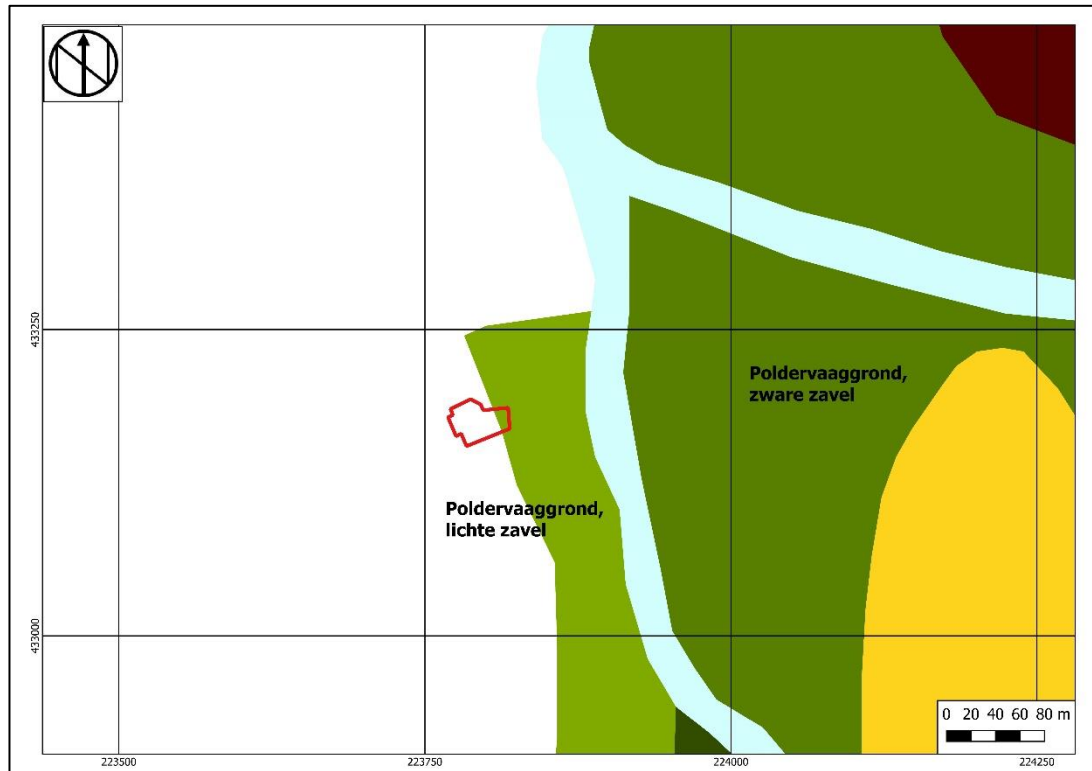 433250
Poldervaaggrond,
zware zavel
Poldervaaggrond,
lichte zavel
433000
0 20 40 60 80 m
223500 223750 224000 224250